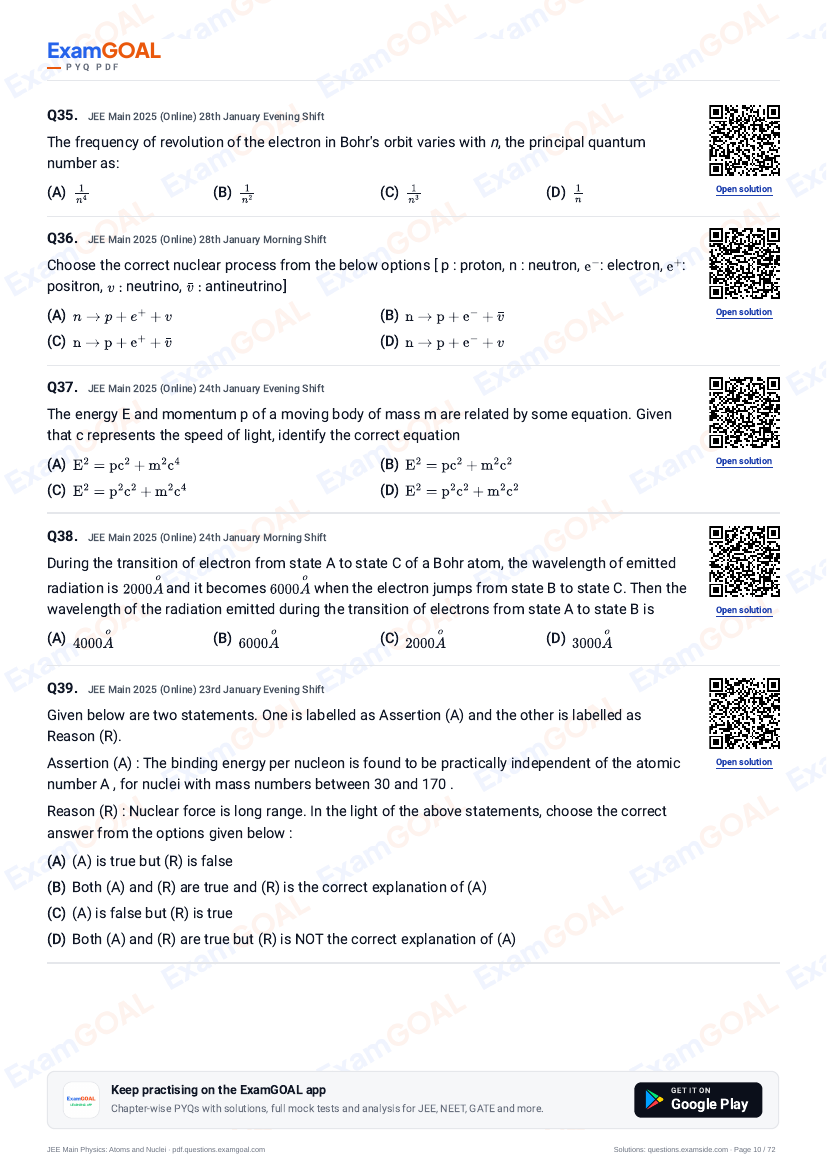 ExamGOAL
PYQ PDF
Q35. JEE Main 2025 (Online) 28th January Evening Shift
The frequency of revolution of the electron in Bohr's orbit varies with n, the principal quantum
number as:
(A) 1/n⁴ (B) 1/n² (C) 1/n³ (D) 1/n
Open solution
Q36. JEE Main 2025 (Online) 28th January Morning Shift
Choose the correct nuclear process from the below options [ p : proton, n : neutron, e⁻: electron, e⁺:
positron, ν : neutrino, ν̄ : antineutrino]
(A) n → p + e⁺ + ν (B) n → p + e⁻ + ν̄
(C) n → p + e⁺ + ν̄ (D) n → p + e⁻ + ν
Open solution
Q37. JEE Main 2025 (Online) 24th January Evening Shift
The energy E and momentum p of a moving body of mass m are related by some equation. Given
that c represents the speed of light, identify the correct equation
(A) E² = pc² + m²c⁴ (B) E² = pc² + m²c²
(C) E² = p²c² + m²c⁴ (D) E² = p²c² + m²c²
Open solution
Q38. JEE Main 2025 (Online) 24th January Morning Shift
During the transition of electron from state A to state C of a Bohr atom, the wavelength of emitted
radiation is 2000Å and it becomes 6000Å when the electron jumps from state B to state C. Then the
wavelength of the radiation emitted during the transition of electrons from state A to state B is
(A) 4000Å (B) 6000Å (C) 2000Å (D) 3000Å
Open solution
Q39. JEE Main 2025 (Online) 23rd January Evening Shift
Given below are two statements. One is labelled as Assertion (A) and the other is labelled as
Reason (R).
Assertion (A) : The binding energy per nucleon is found to be practically independent of the atomic
number A , for nuclei with mass numbers between 30 and 170 .
Reason (R) : Nuclear force is long range. In the light of the above statements, choose the correct
answer from the options given below :
(A) (A) is true but (R) is false
(B) Both (A) and (R) are true and (R) is the correct explanation of (A)
(C) (A) is false but (R) is true
(D) Both (A) and (R) are true but (R) is NOT the correct explanation of (A)
Open solution
ExamGOAL
Keep practising on the ExamGOAL app
Chapter-wise PYQs with solutions, full mock tests and analysis for JEE, NEET, GATE and more.
GET IT ON
Google Play
JEE Main Physics: Atoms and Nuclei · pdf.questions.examgoal.com
Solutions: questions.examside.com · Page 10 / 72